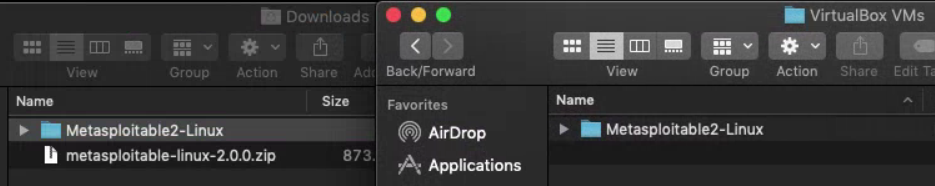 Downloads
View Group Action Share
Name Size
Metasploitable2-Linux
metasploitable-linux-2.0.0.zip 873.
VirtualBox VMs
Back/Forward View Group Action Share Edit Ta
Favorites
AirDrop
Applications
Name
Metasploitable2-Linux